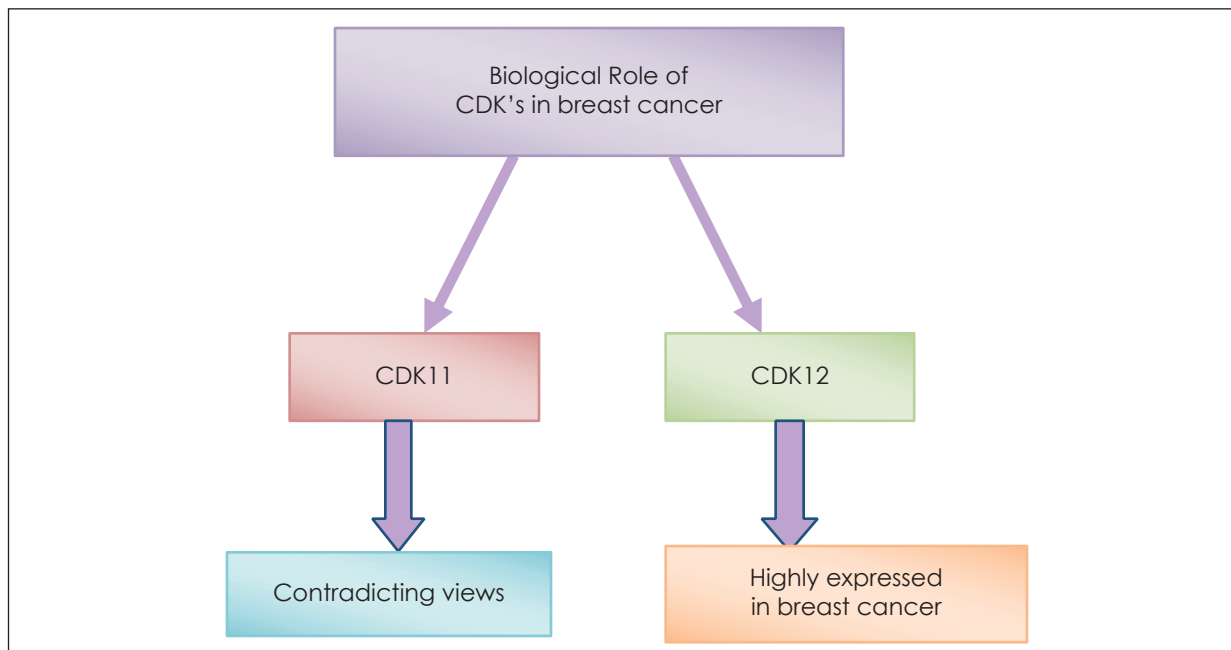 Biological Role of
CDK’s in breast cancer
CDK11
CDK12
Contradicting views
Highly expressed
in breast cancer